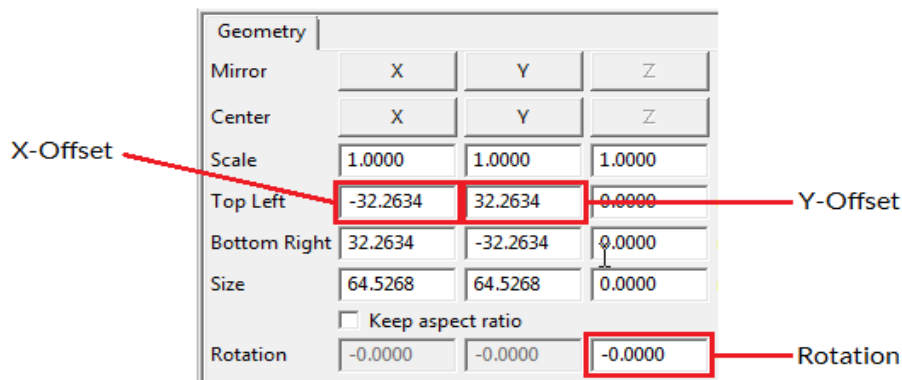 Geometry
Mirror X Y Z
Center X Y Z
X-Offset
Scale 1.0000 1.0000 1.0000
Top Left -32.2634 32.2634 0.0000 Y-Offset
Bottom Right 32.2634 -32.2634 0.0000
Size 64.5268 64.5268 0.0000
Keep aspect ratio
Rotation -0.0000 -0.0000 -0.0000 Rotation